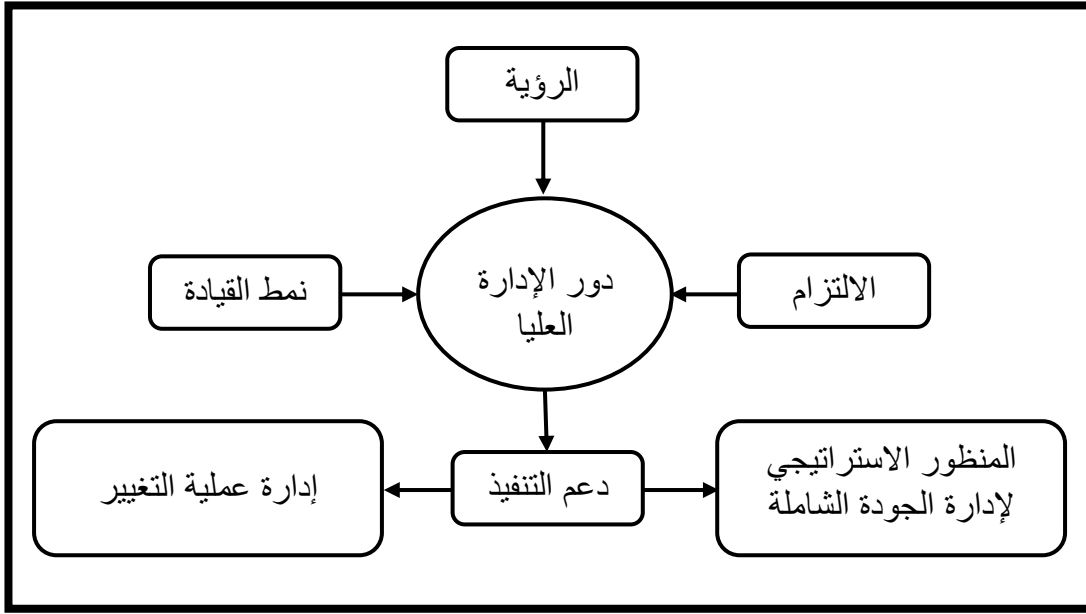 الرؤية
الالتزام
دور الإدارة
العليا
نمط القيادة
المنظور الاستراتيجي
لإدارة الجودة الشاملة
دعم التنفيذ
إدارة عملية التغيير